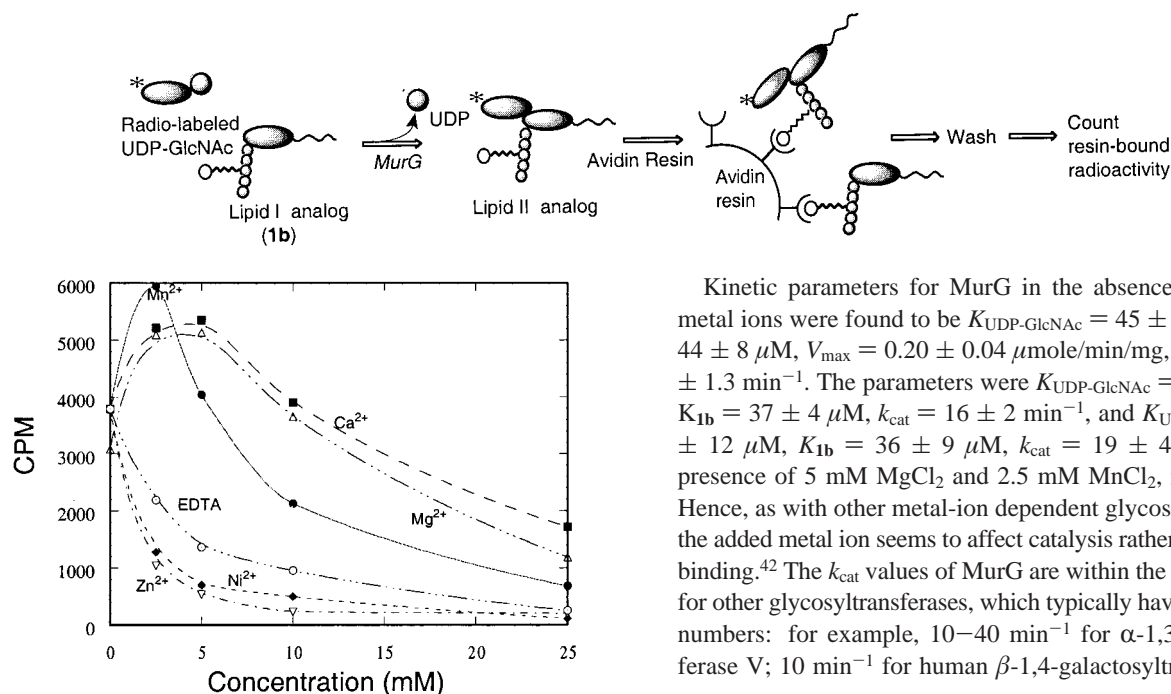 *
Radio-labeled
UDP-GlcNAc
Lipid I analog
(1b)
UDP
MurG
*
Lipid II analog
Avidin Resin
*
Avidin
resin
Wash
Count
resin-bound
radioactivity
6000
5000
4000
3000
2000
1000
0
CPM
Mn2+
Ca2+
Mg2+
EDTA
Ni2+
Zn2+
0 5 10 15 20 25
Concentration (mM)
Kinetic parameters for MurG in the absence
metal ions were found to be K_UDP-GlcNAc = 45 ±
44 ± 8 μM, Vmax = 0.20 ± 0.04 μmole/min/mg,
± 1.3 min−1. The parameters were K_UDP-GlcNAc =
K1b = 37 ± 4 μM, kcat = 16 ± 2 min−1, and K_U
± 12 μM, K1b = 36 ± 9 μM, kcat = 19 ± 4
presence of 5 mM MgCl2 and 2.5 mM MnCl2,
Hence, as with other metal-ion dependent glycos
the added metal ion seems to affect catalysis rather
binding.42 The kcat values of MurG are within the
for other glycosyltransferases, which typically hav
numbers: for example, 10−40 min−1 for α-1,3
ferase V; 10 min−1 for human β-1,4-galactosylt